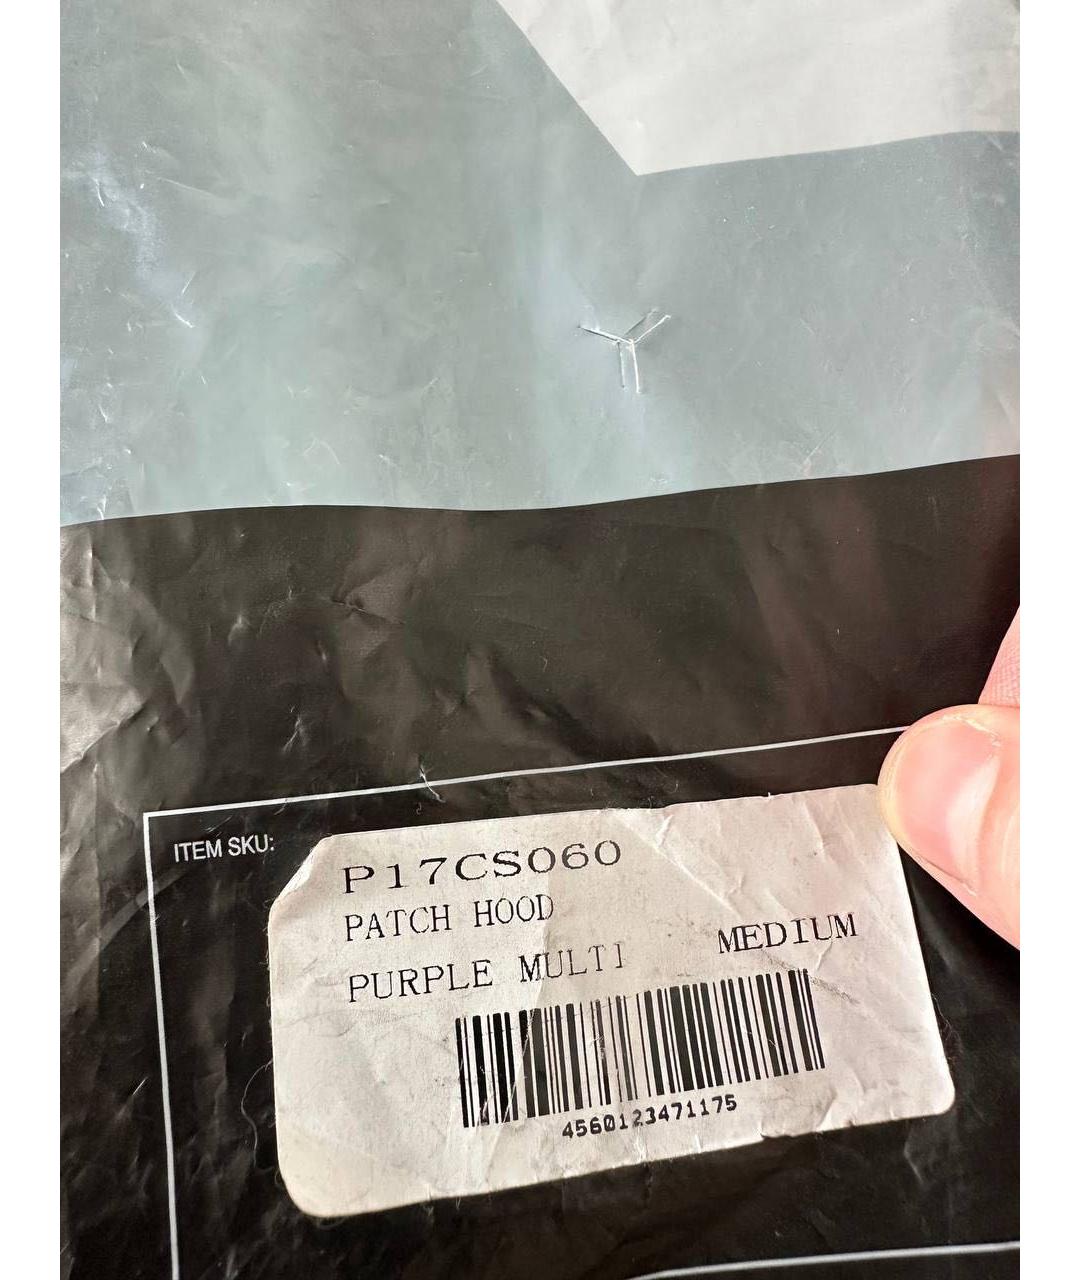 ITEM SKU:
P17CS060
PATCH HOOD
PURPLE MULTI MEDIUM
4560123471175